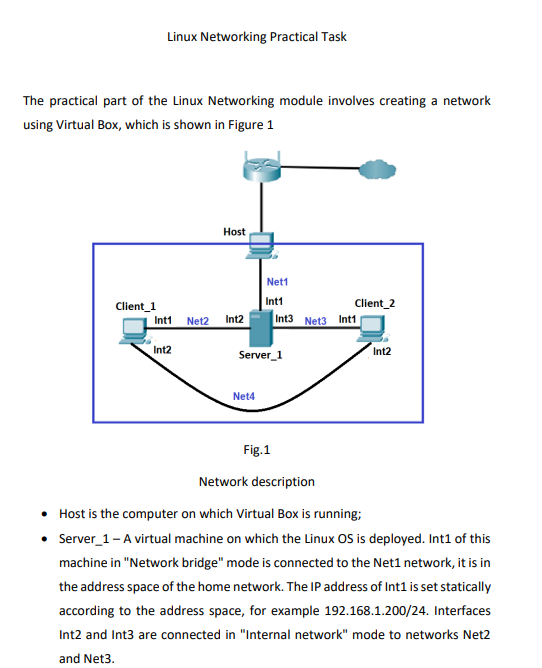 Linux Networking Practical Task
The practical part of the Linux Networking module involves creating a network
using Virtual Box, which is shown in Figure 1
Host
Net1
Int1
Client_1
Client_2
Int1 Net2 Int2 Int3 Net3 Int1
Int2
Server_1
Int2
Net4
Fig.1
Network description
• Host is the computer on which Virtual Box is running;
• Server_1 – A virtual machine on which the Linux OS is deployed. Int1 of this
machine in "Network bridge" mode is connected to the Net1 network, it is in
the address space of the home network. The IP address of Int1 is set statically
according to the address space, for example 192.168.1.200/24. Interfaces
Int2 and Int3 are connected in "Internal network" mode to networks Net2
and Net3.